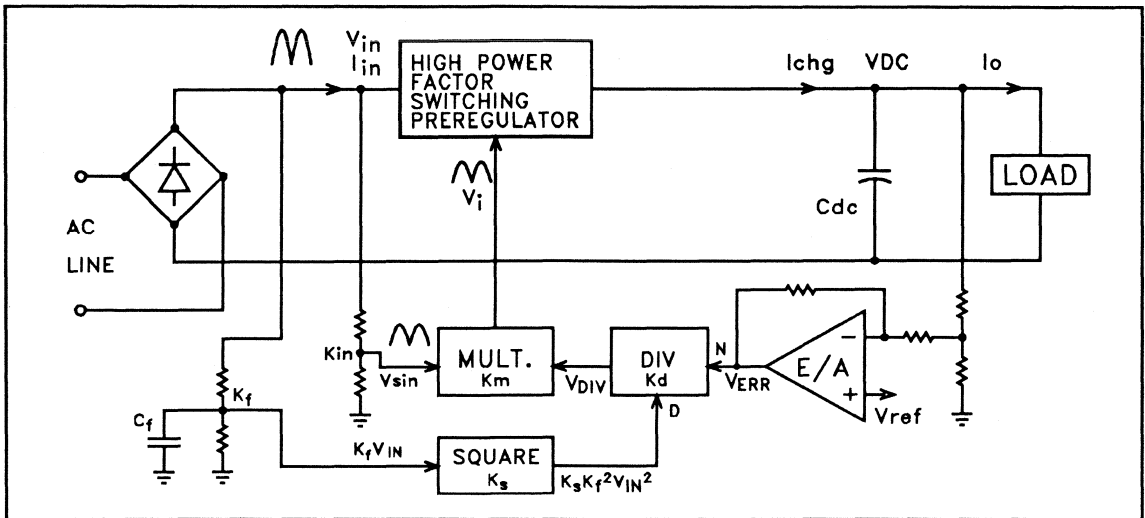 Vin
Iin
HIGH POWER
FACTOR
SWITCHING
PREREGULATOR
Ichg
VDC
Io
Vi
LOAD
Cdc
AC
LINE
Kin
Vsin
MULT.
Km
VDIV
DIV
Kd
N
VERR
E/A
−
+
Vref
D
Kf
Cf
KfVIN
SQUARE
Ks
KsKf²VIN²